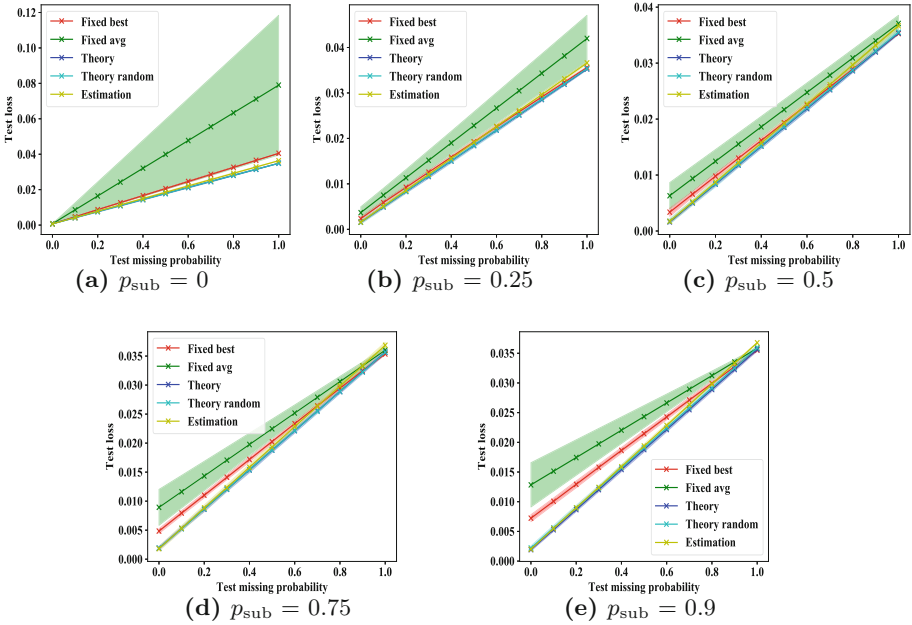 0.12
0.10
0.08
0.06
0.04
0.02
0.00
Test loss
Fixed best
Fixed avg
Theory
Theory random
Estimation
0.0 0.2 0.4 0.6 0.8 1.0
Test missing probability
(a) p_sub = 0
0.04
0.03
0.02
0.01
0.00
Test loss
Fixed best
Fixed avg
Theory
Theory random
Estimation
0.0 0.2 0.4 0.6 0.8 1.0
Test missing probability
(b) p_sub = 0.25
0.04
0.03
0.02
0.01
0.00
Test loss
Fixed best
Fixed avg
Theory
Theory random
Estimation
0.0 0.2 0.4 0.6 0.8 1.0
Test missing probability
(c) p_sub = 0.5
0.035
0.030
0.025
0.020
0.015
0.010
0.005
0.000
Test loss
Fixed best
Fixed avg
Theory
Theory random
Estimation
0.0 0.2 0.4 0.6 0.8 1.0
Test missing probability
(d) p_sub = 0.75
0.035
0.030
0.025
0.020
0.015
0.010
0.005
0.000
Test loss
Fixed best
Fixed avg
Theory
Theory random
Estimation
0.0 0.2 0.4 0.6 0.8 1.0
Test missing probability
(e) p_sub = 0.9